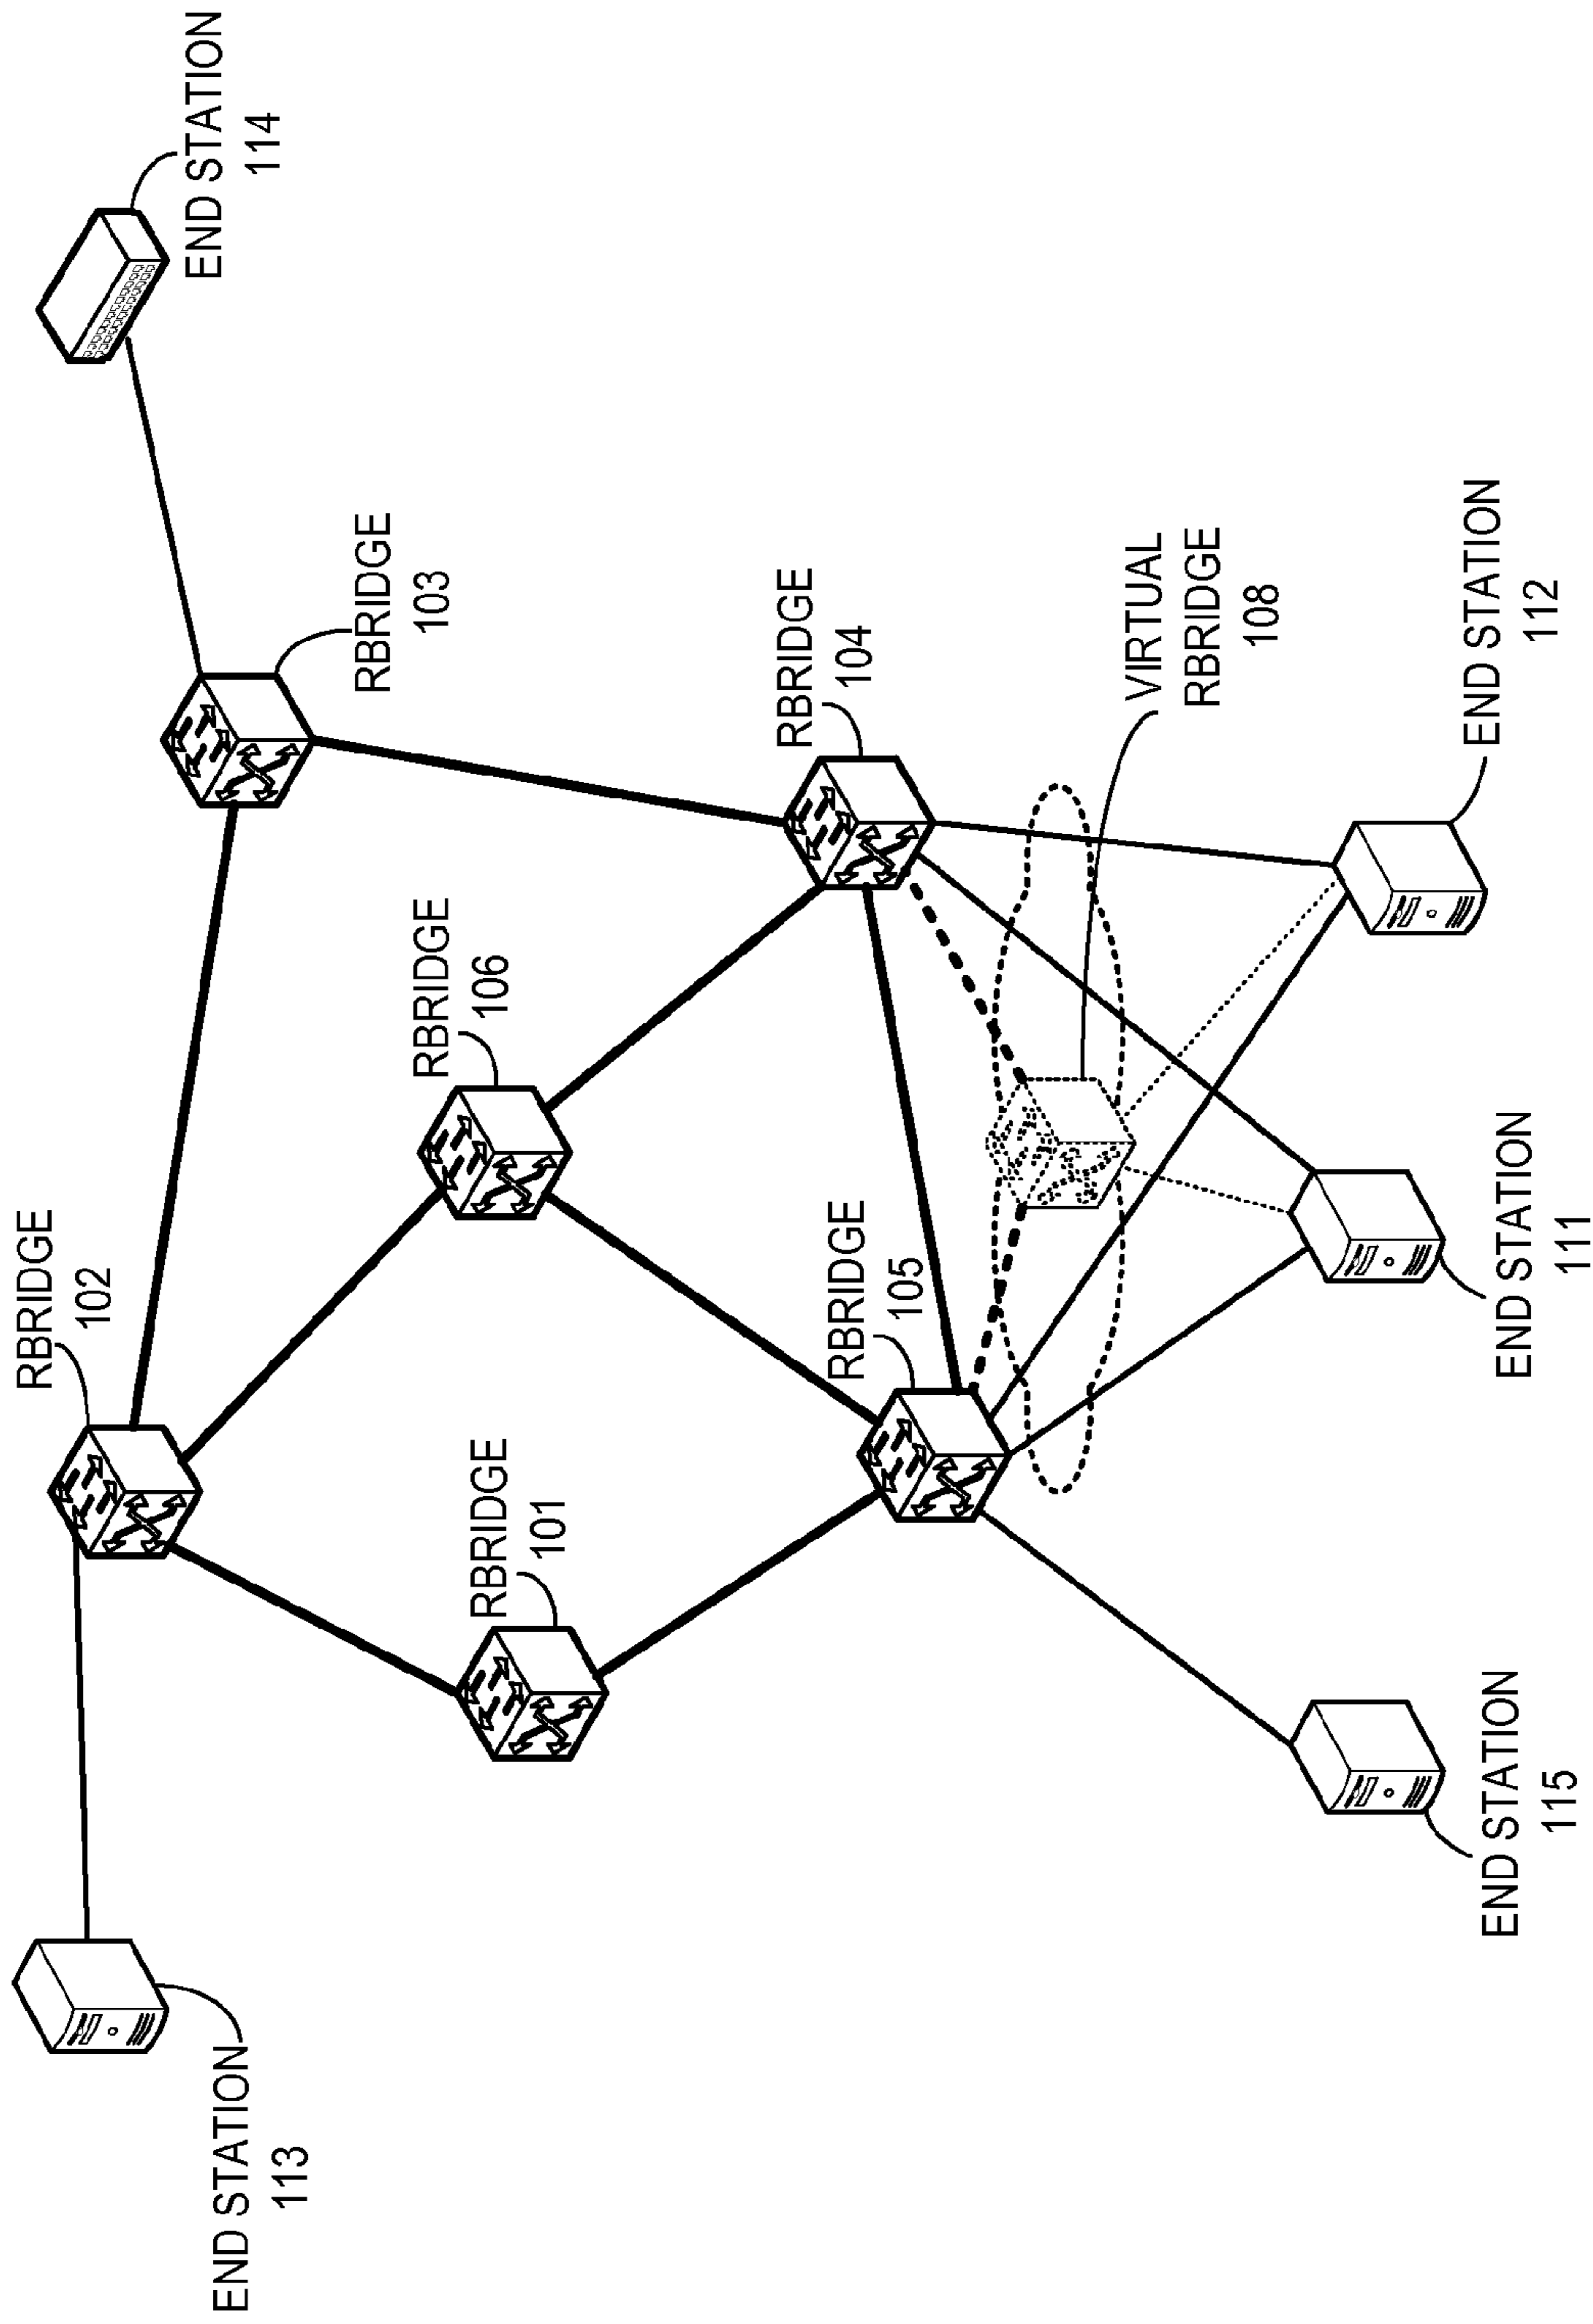 END STATION
113
RBRIDGE
102
END STATION
114
RBRIDGE
103
RBRIDGE
106
RBRIDGE
101
RBRIDGE
104
RBRIDGE
105
VIRTUAL
RBRIDGE
108
END STATION
115
END STATION
111
END STATION
112